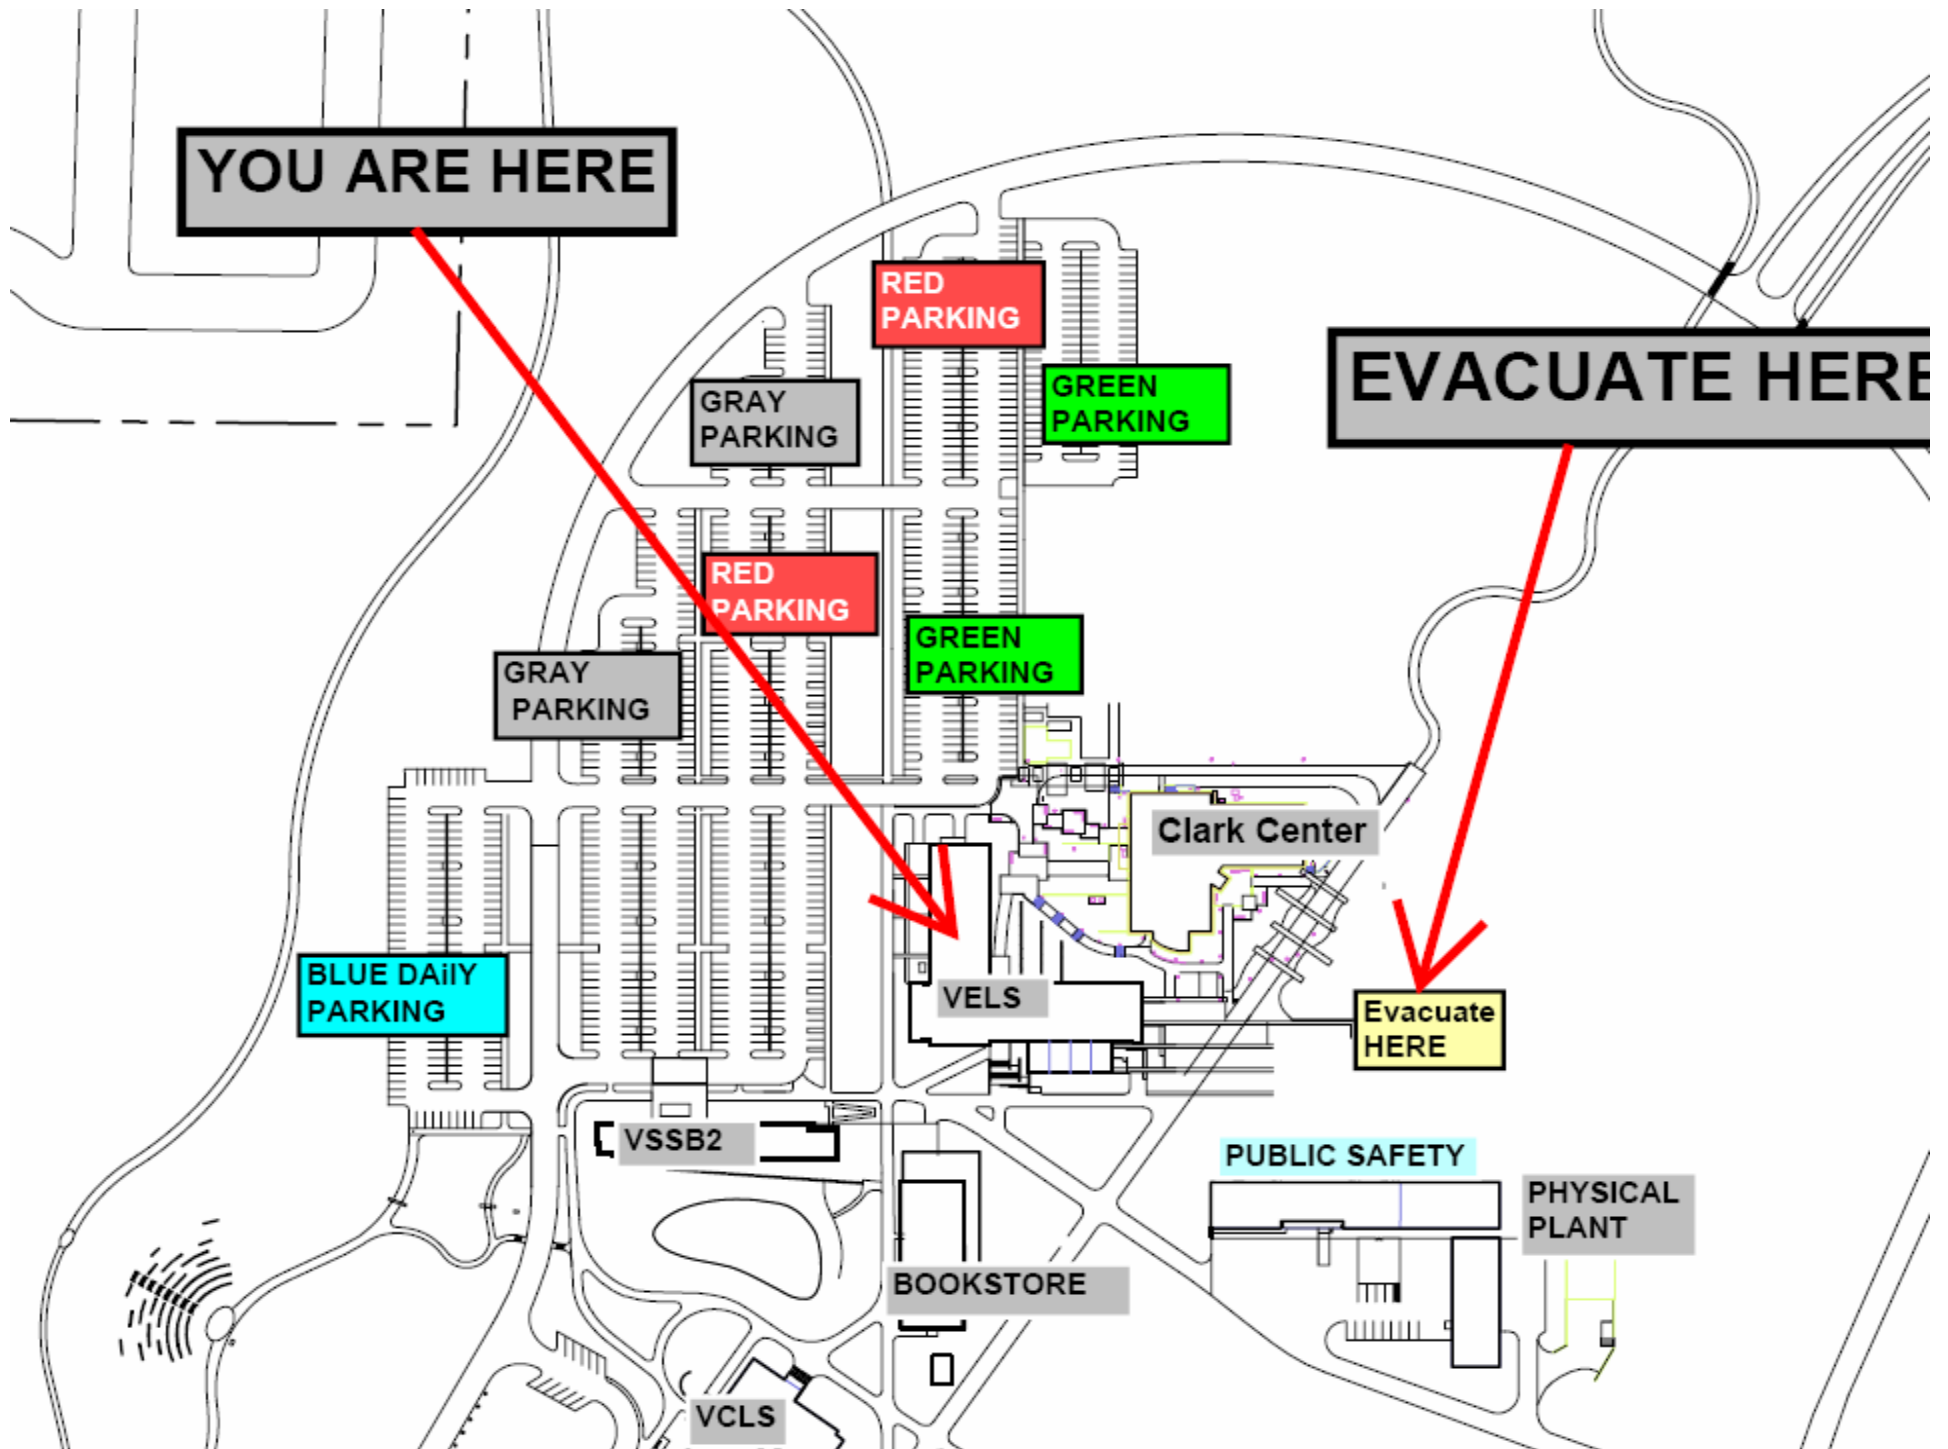 YOU ARE HERE
RED
PARKING
EVACUATE HERE
GREEN
PARKING
GRAY
PARKING
RED
PARKING
GREEN
PARKING
GRAY
PARKING
Clark Center
BLUE DAilY
PARKING
VELS
Evacuate
HERE
VSSB2
PUBLIC SAFETY
PHYSICAL
PLANT
BOOKSTORE
VCLS